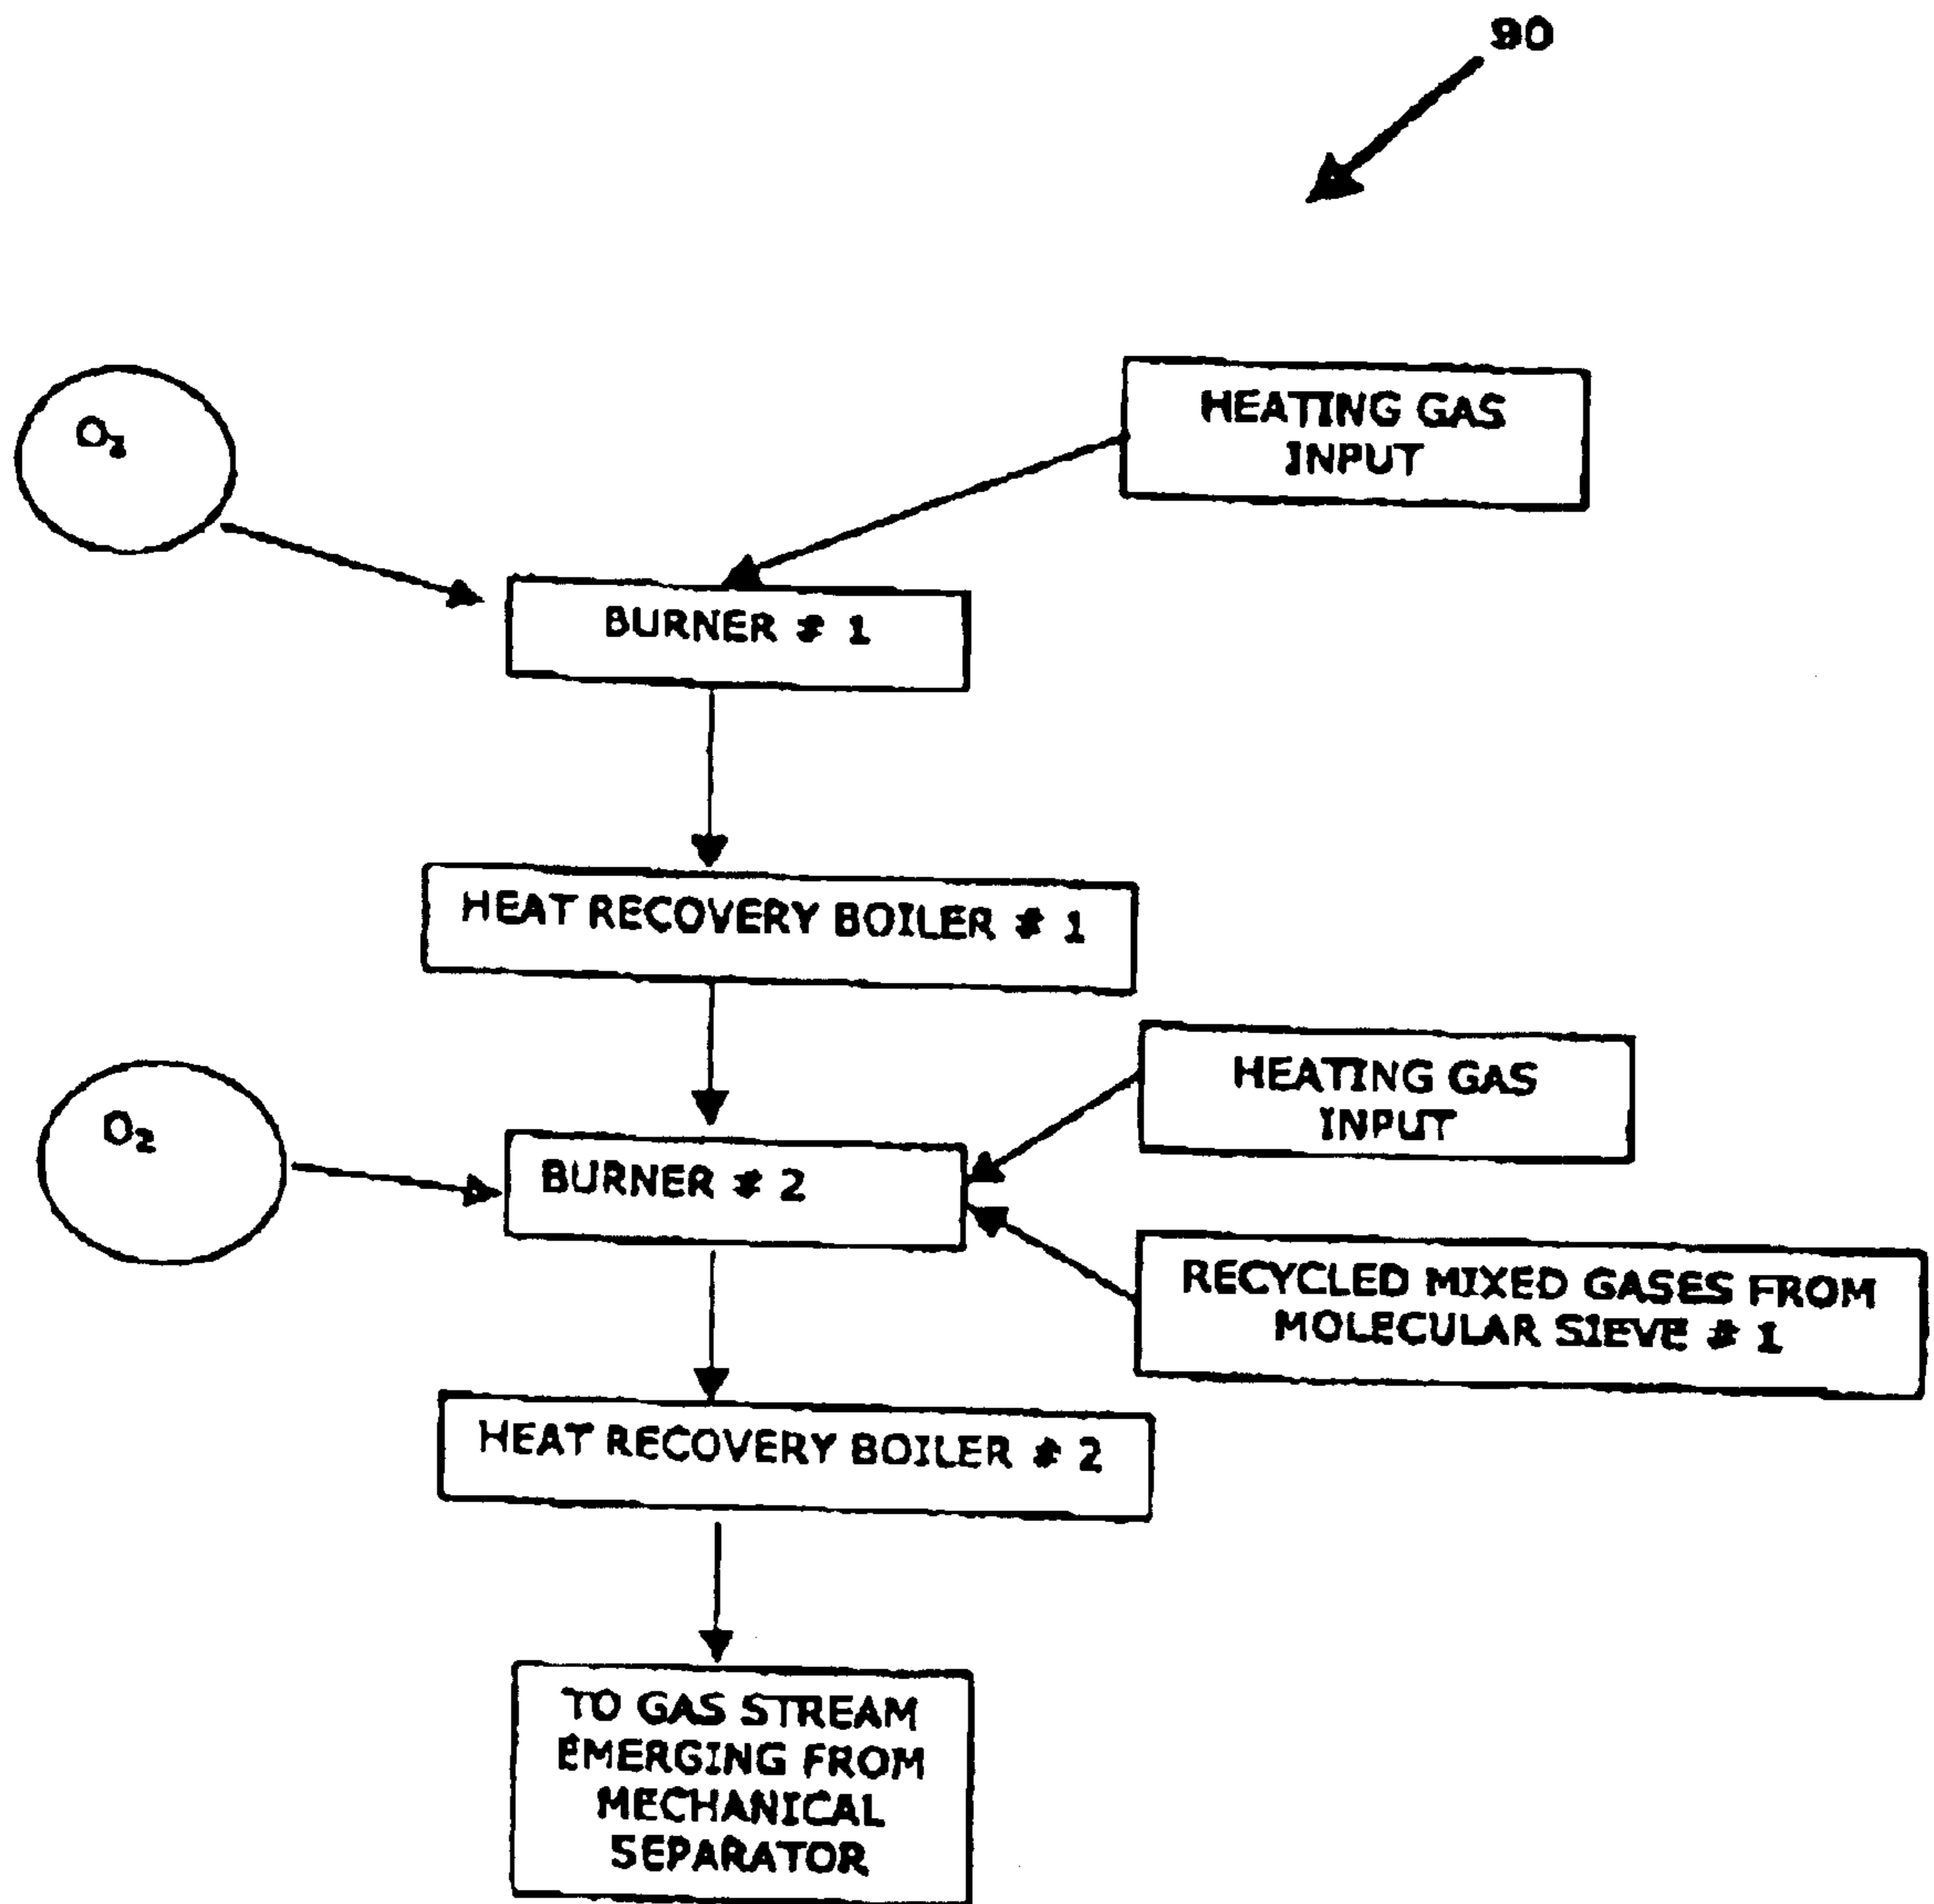 90
O2
HEATING GAS
INPUT
BURNER # 1
HEAT RECOVERY BOILER # 1
HEATING GAS
INPUT
O2
BURNER # 2
RECYCLED MIXED GASES FROM
MOLECULAR SIEVE # 1
HEAT RECOVERY BOILER # 2
TO GAS STREAM
EMERGING FROM
MECHANICAL
SEPARATOR